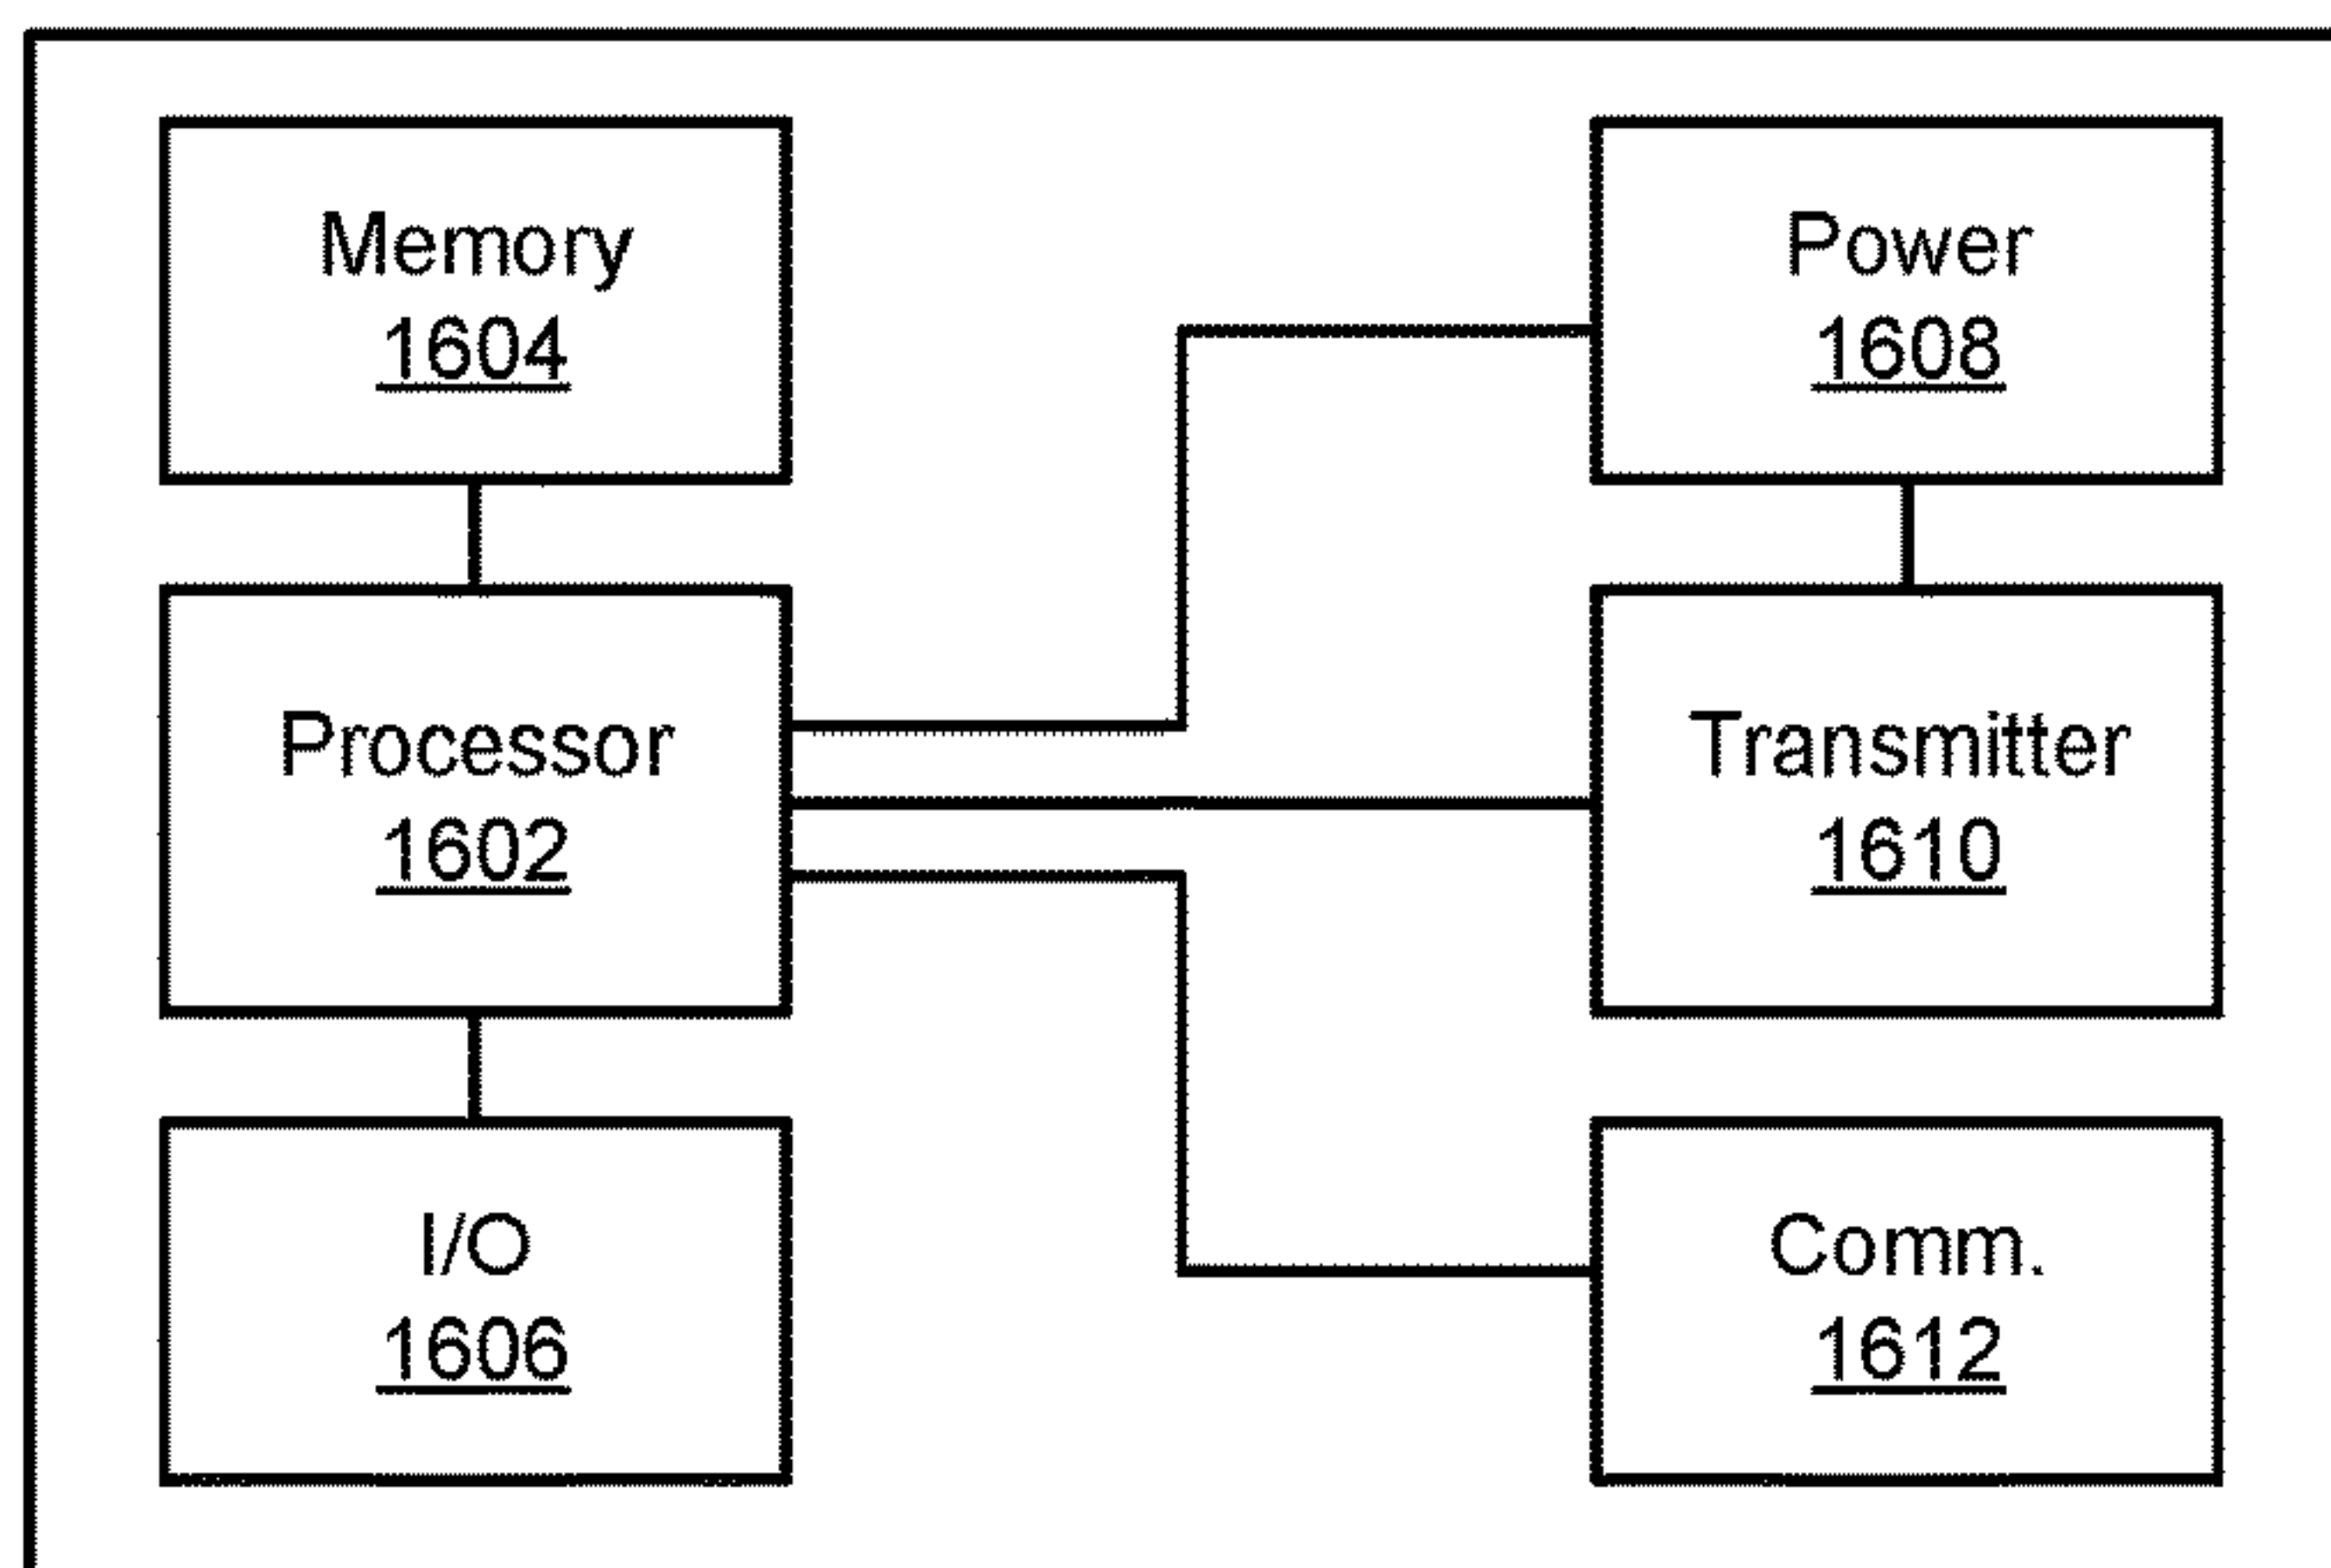 Memory
1604
Power
1608
Processor
1602
Transmitter
1610
I/O
1606
Comm.
1612